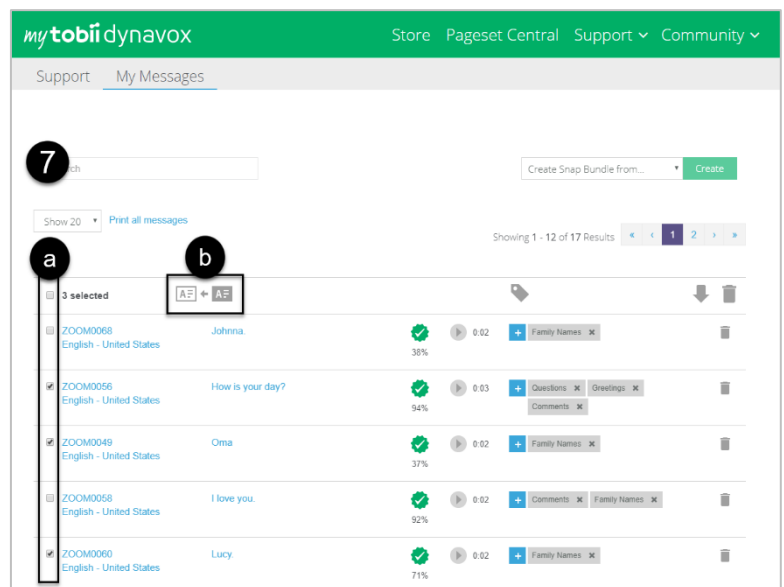 mytobiidynavox Store Pageset Central Support Community
Support My Messages
7 rch Create Snap Bundle from... Create
Show 20 Print all messages
Showing 1 - 12 of 17 Results « ‹ 1 2 › »
a b
3 selected
ZOOM0068 Johnna. 0:02 + Family Names ✖
English - United States
38%
ZOOM0056 How is your day? 0:03 + Questions ✖ Greetings ✖
English - United States Comments ✖
94%
ZOOM0049 Oma 0:02 + Family Names ✖
English - United States
37%
ZOOM0058 I love you. 0:02 + Comments ✖ Family Names ✖
English - United States
92%
ZOOM0060 Lucy. 0:02 + Family Names ✖
English - United States
71%